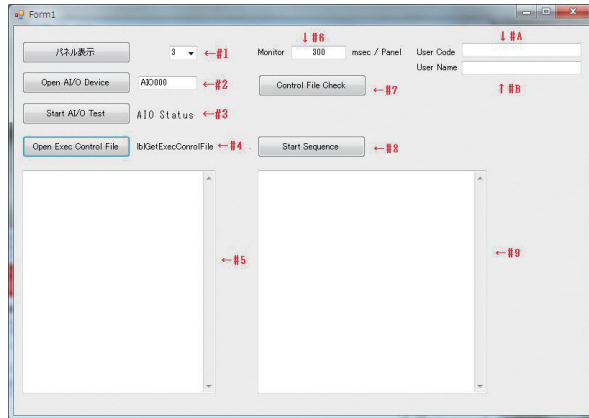 Form1
↓#6
↓#A
パネル表示 3 ←#1 Monitor 300 msec / Panel User Code
User Name
Open AI/O Device AIO000 ←#2 Control File Check ←#7 ↑#B
Start AI/O Test AIO Status ←#3
Open Exec Control File lblGetExecConrolFile ←#4 Start Sequence ←#8
←#5 ←#9